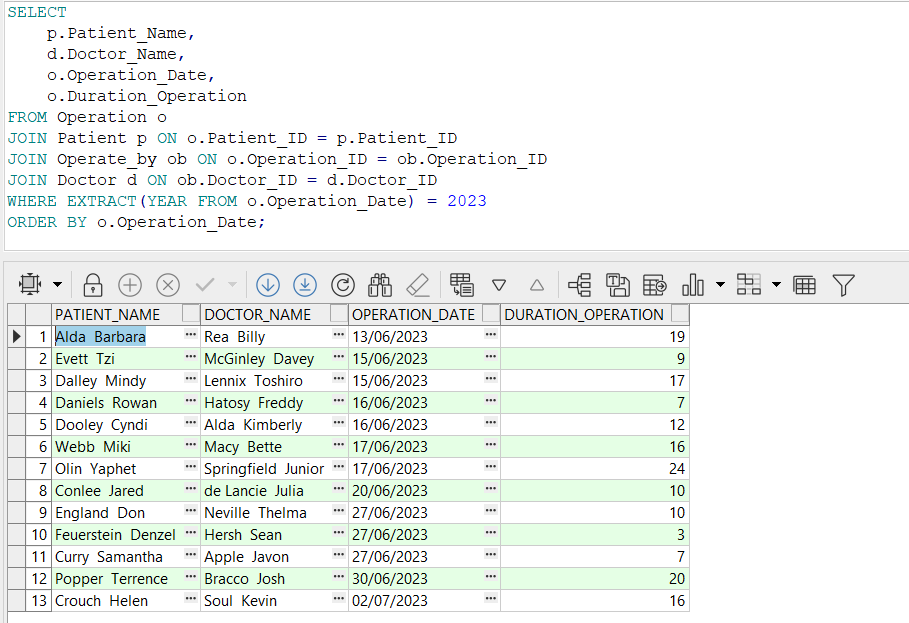 SELECT
p.Patient_Name,
d.Doctor_Name,
o.Operation_Date,
o.Duration_Operation
FROM Operation o
JOIN Patient p ON o.Patient_ID = p.Patient_ID
JOIN Operate_by ob ON o.Operation_ID = ob.Operation_ID
JOIN Doctor d ON ob.Doctor_ID = d.Doctor_ID
WHERE EXTRACT(YEAR FROM o.Operation_Date) = 2023
ORDER BY o.Operation_Date;
PATIENT_NAME DOCTOR_NAME OPERATION_DATE DURATION_OPERATION
1 Alda Barbara ··· Rea Billy ··· 13/06/2023 ··· 19
2 Evett Tzi ··· McGinley Davey ··· 15/06/2023 ··· 9
3 Dalley Mindy ··· Lennix Toshiro ··· 15/06/2023 ··· 17
4 Daniels Rowan ··· Hatosy Freddy ··· 16/06/2023 ··· 7
5 Dooley Cyndi ··· Alda Kimberly ··· 16/06/2023 ··· 12
6 Webb Miki ··· Macy Bette ··· 17/06/2023 ··· 16
7 Olin Yaphet ··· Springfield Junior ··· 17/06/2023 ··· 24
8 Conlee Jared ··· de Lancie Julia ··· 20/06/2023 ··· 10
9 England Don ··· Neville Thelma ··· 27/06/2023 ··· 10
10 Feuerstein Denzel ··· Hersh Sean ··· 27/06/2023 ··· 3
11 Curry Samantha ··· Apple Javon ··· 27/06/2023 ··· 7
12 Popper Terrence ··· Bracco Josh ··· 30/06/2023 ··· 20
13 Crouch Helen ··· Soul Kevin ··· 02/07/2023 ··· 16